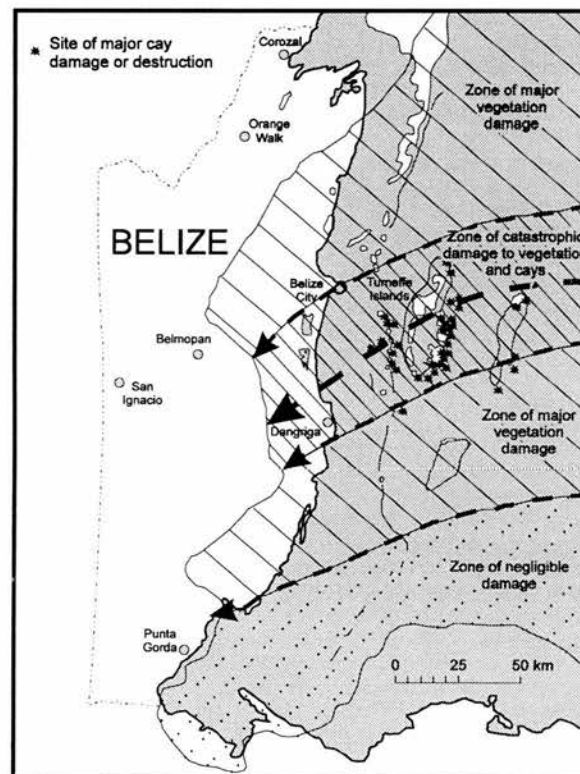 Site of major cay
damage or destruction
Corozal
Orange
Walk
Zone of major
vegetation
damage
BELIZE
Zone of catastrophic
damage to vegetation
and cays
Belize
City
Turneffe
Islands
Belmopan
San
Ignacio
Dangriga
Zone of major
vegetation
damage
Zone of negligible
damage
Punta
Gorda
0 25 50 km